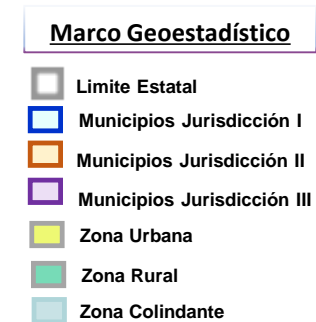 Marco Geoestadístico
Limite Estatal
Municipios Jurisdicción I
Municipios Jurisdicción II
Municipios Jurisdicción III
Zona Urbana
Zona Rural
Zona Colindante